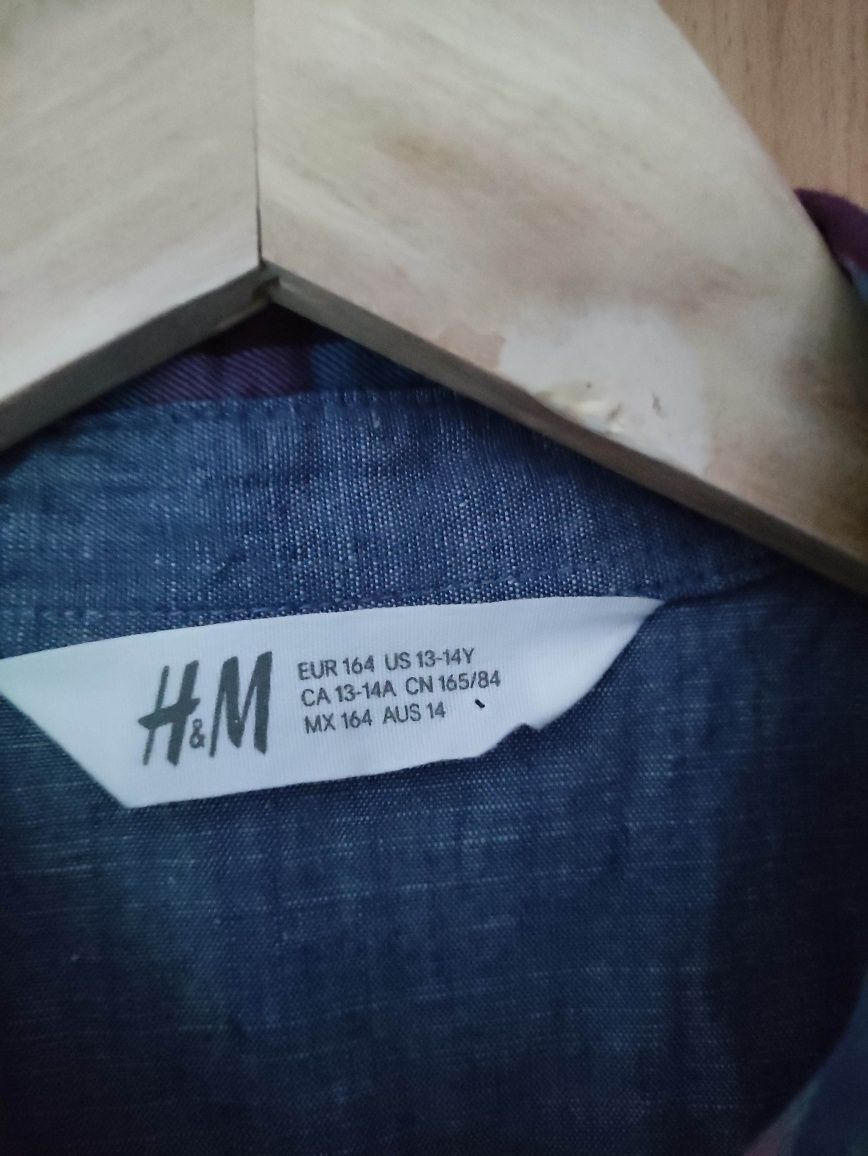 H&M
EUR 164 US 13-14Y
CA 13-14A CN 165/84
MX 164 AUS 14